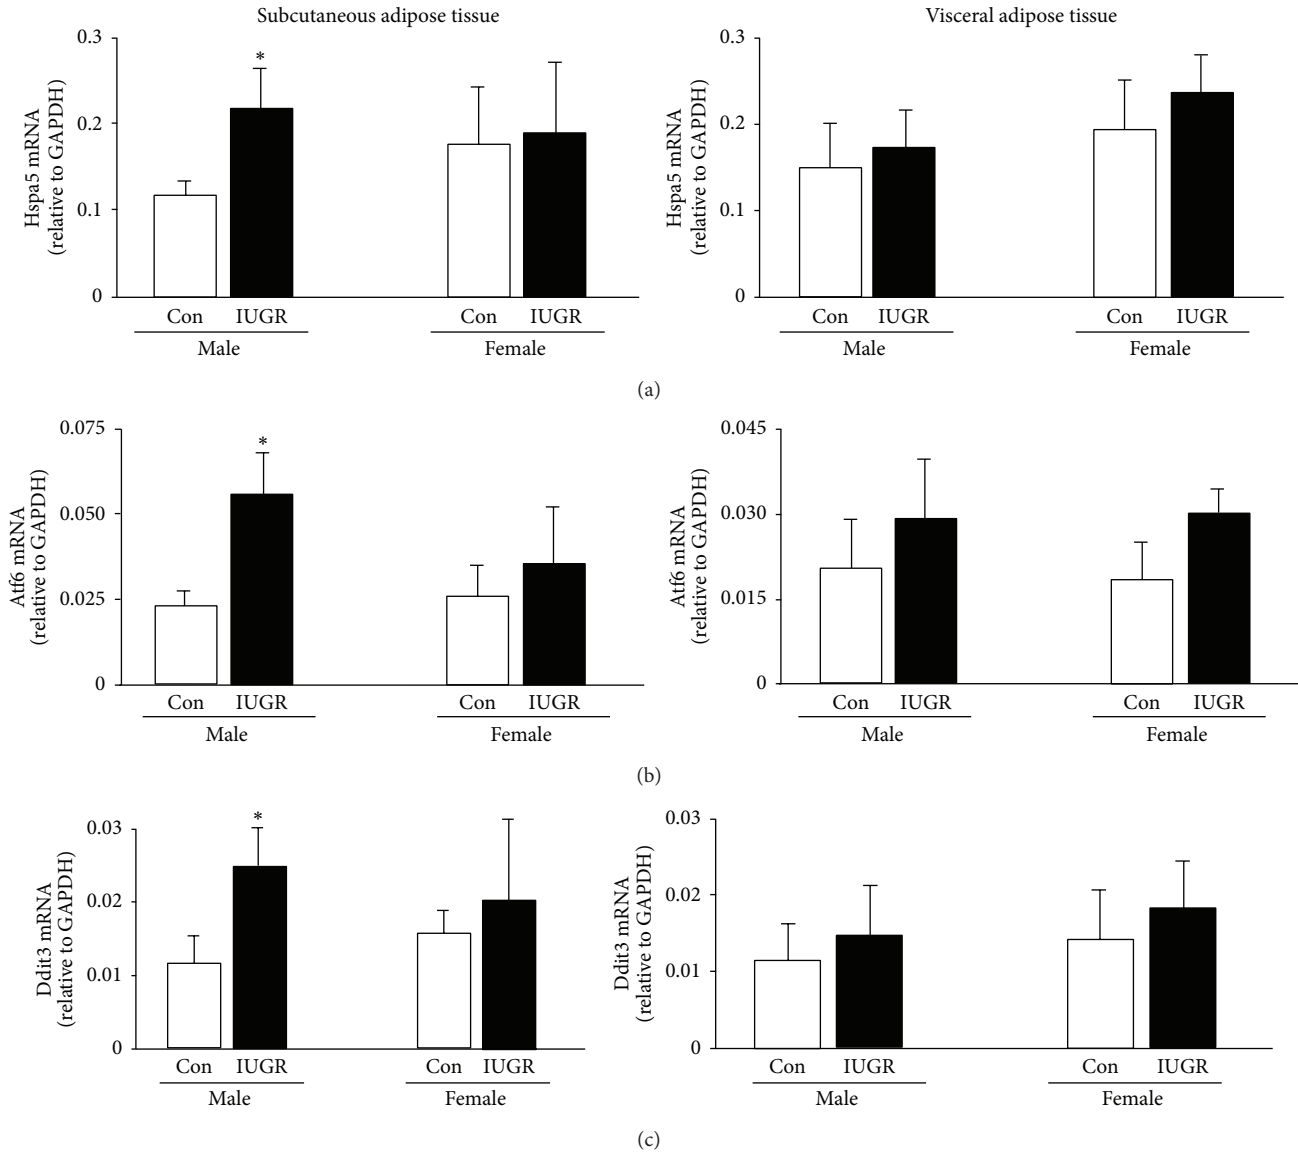 Subcutaneous adipose tissue
Visceral adipose tissue
Hspa5 mRNA
(relative to GAPDH)
0.3
0.2
0.1
0
*
Con IUGR Con IUGR
Male Female
Hspa5 mRNA
(relative to GAPDH)
0.3
0.2
0.1
0
Con IUGR Con IUGR
Male Female
(a)
Atf6 mRNA
(relative to GAPDH)
0.075
0.050
0.025
0
*
Con IUGR Con IUGR
Male Female
Atf6 mRNA
(relative to GAPDH)
0.045
0.030
0.015
0
Con IUGR Con IUGR
Male Female
(b)
Ddit3 mRNA
(relative to GAPDH)
0.03
0.02
0.01
0
*
Con IUGR Con IUGR
Male Female
Ddit3 mRNA
(relative to GAPDH)
0.03
0.02
0.01
0
Con IUGR Con IUGR
Male Female
(c)